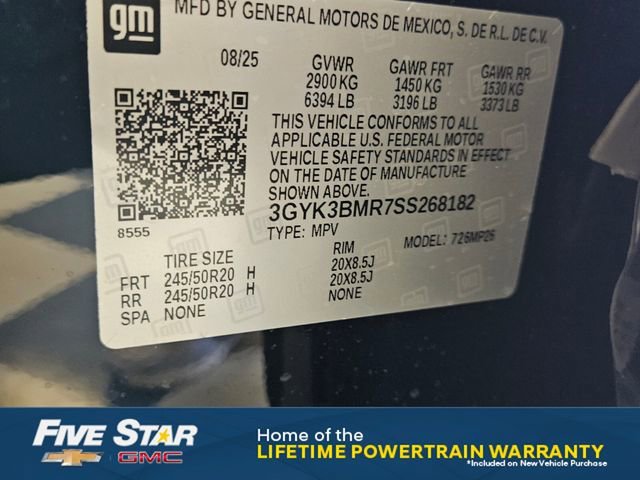 gm
MFD BY GENERAL MOTORS DE MEXICO, S. DE R.L. DE C.V.
08/25 GVWR GAWR FRT GAWR RR
2900 KG 1450 KG 1530 KG
6394 LB 3196 LB 3373 LB
THIS VEHICLE CONFORMS TO ALL
APPLICABLE U.S. FEDERAL MOTOR
VEHICLE SAFETY STANDARDS IN EFFECT
ON THE DATE OF MANUFACTURE
SHOWN ABOVE.
3GYK3BMR7SS268182
8555
TYPE: MPV MODEL: 726MP26
TIRE SIZE RIM
FRT 245/50R20 H 20X8.5J
RR 245/50R20 H 20X8.5J
SPA NONE NONE
FIVE STAR
GMC
Home of the
LIFETIME POWERTRAIN WARRANTY
*Included on New Vehicle Purchase